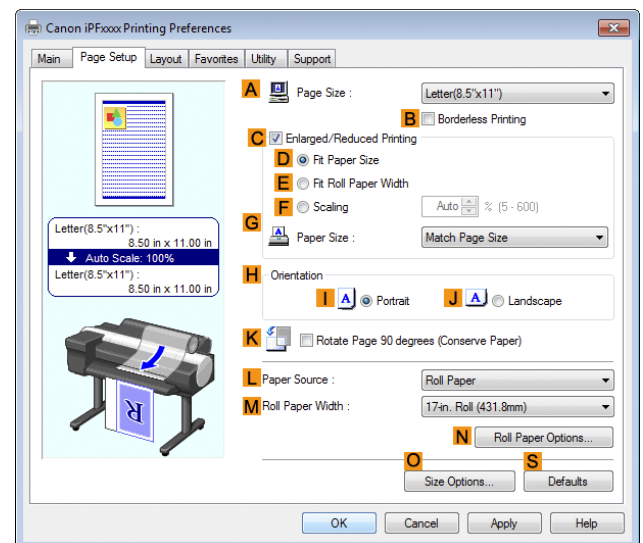 Canon iPFxxxx Printing Preferences
Main Page Setup Layout Favorites Utility Support
A Page Size : Letter(8.5"x11")
B Borderless Printing
C Enlarged/Reduced Printing
D Fit Paper Size
E Fit Roll Paper Width
F Scaling Auto % (5 - 600)
G Paper Size : Match Page Size
Letter(8.5"x11") :
8.50 in x 11.00 in
Auto Scale: 100%
Letter(8.5"x11") :
8.50 in x 11.00 in
H Orientation
I A Portrait J A Landscape
K Rotate Page 90 degrees (Conserve Paper)
R
L Paper Source : Roll Paper
M Roll Paper Width : 17-in. Roll (431.8mm)
N Roll Paper Options...
O Size Options... S Defaults
OK Cancel Apply Help